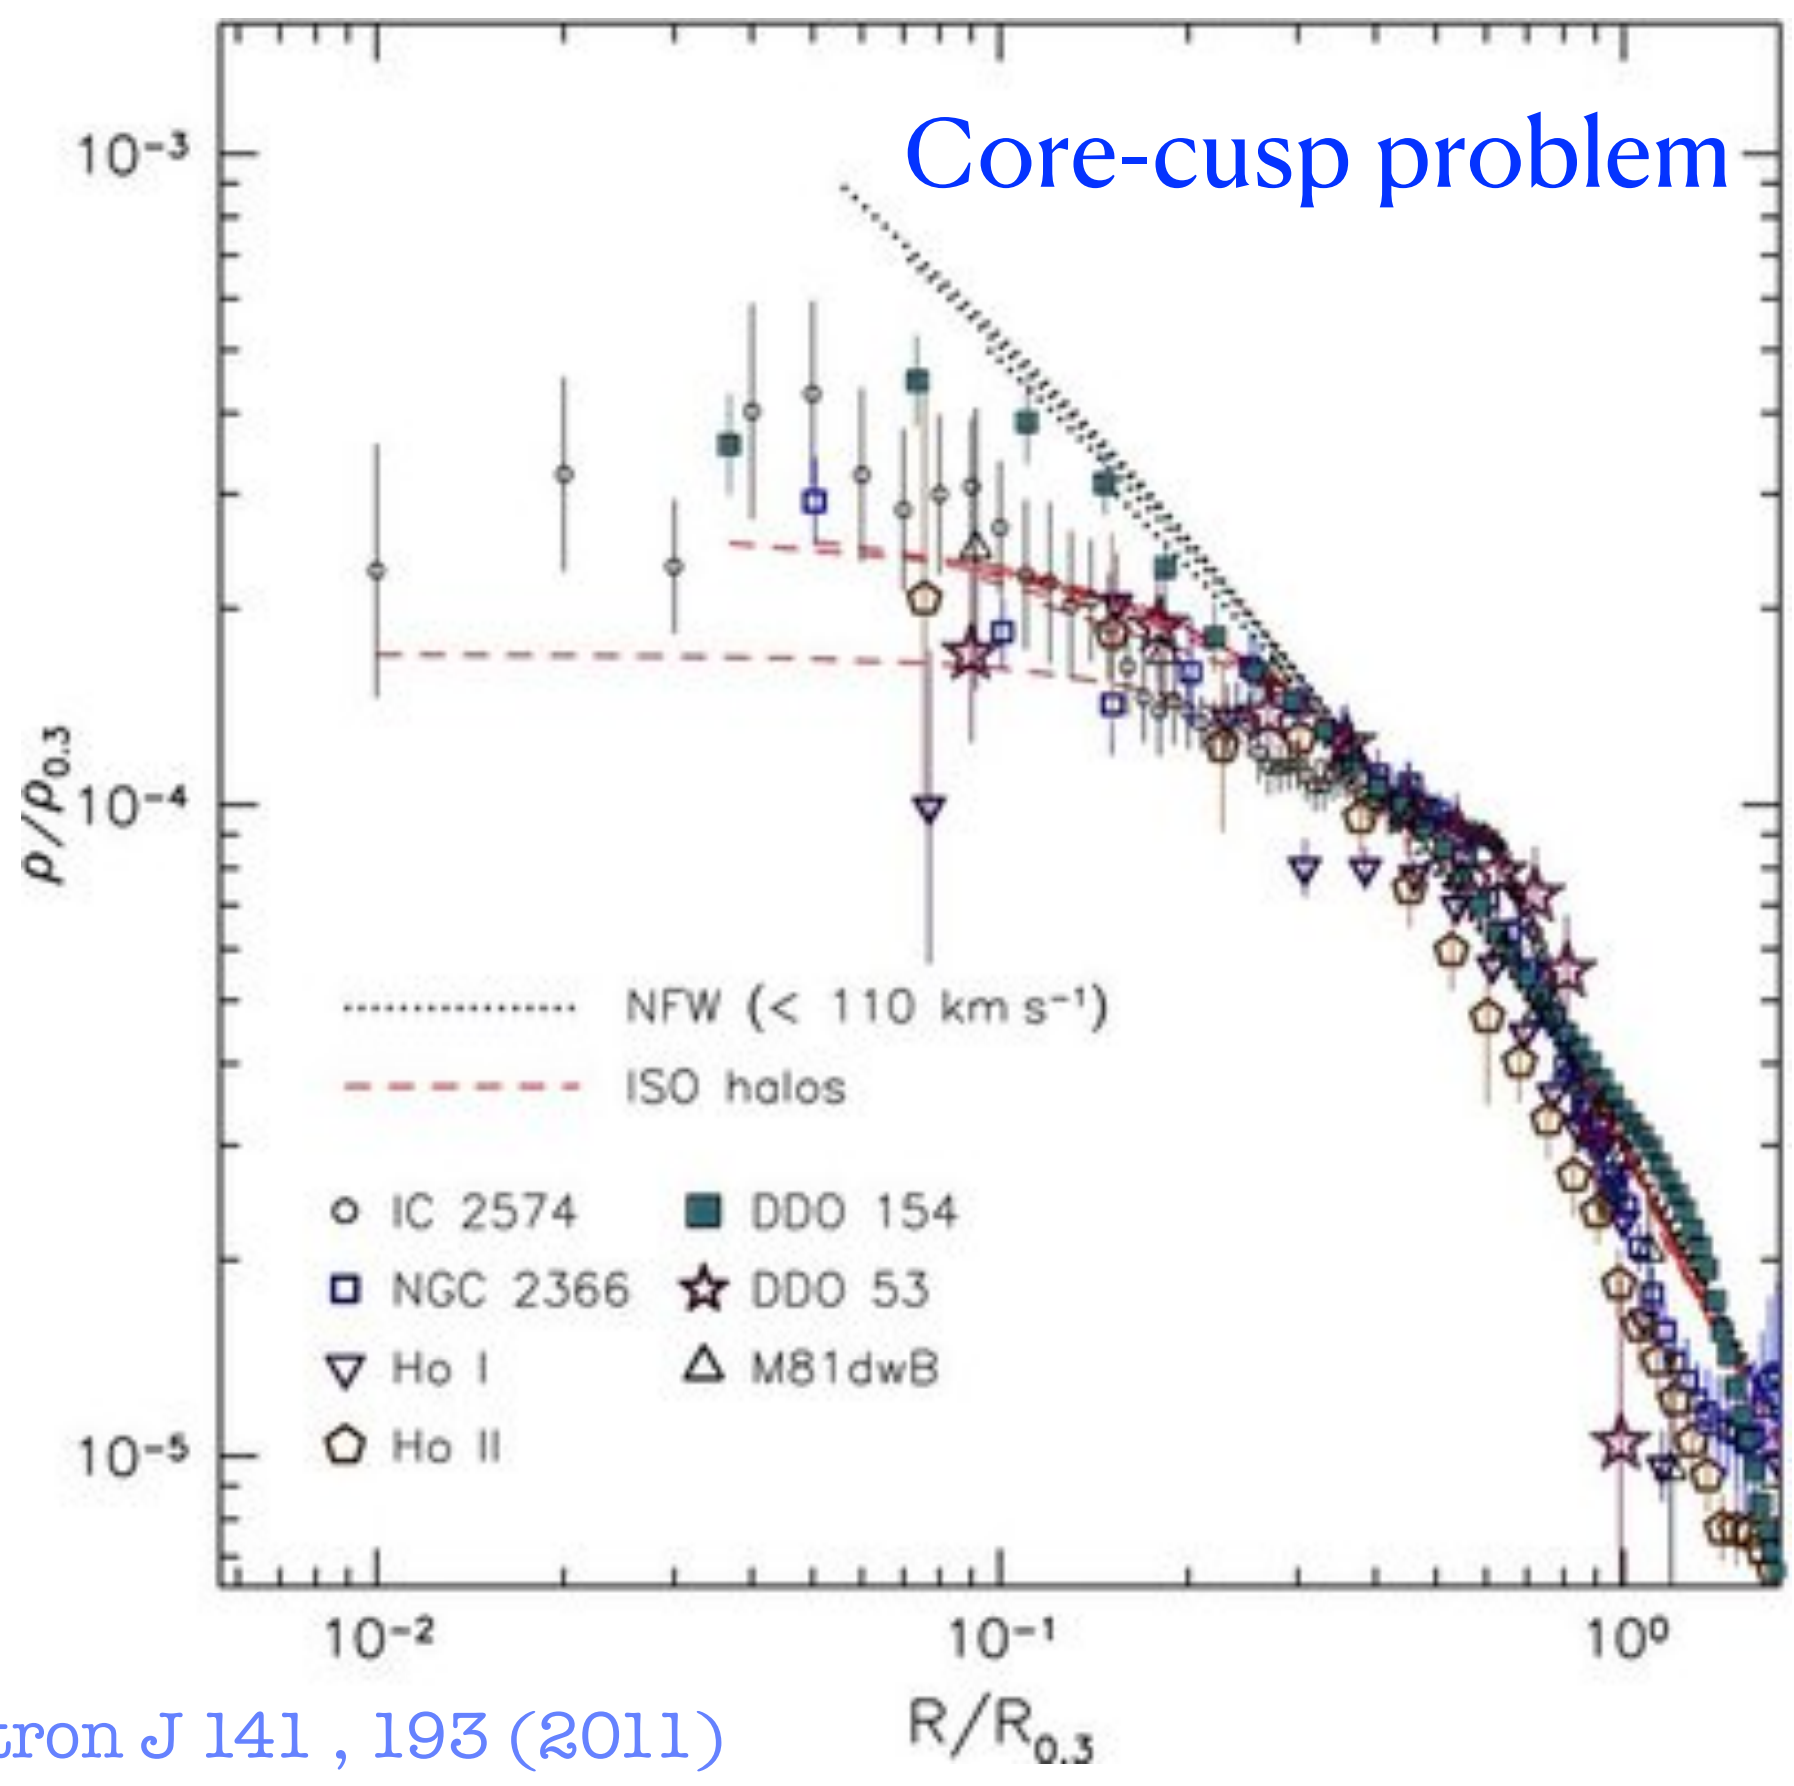 Core-cusp problem
10⁻³
10⁻⁴
10⁻⁵
ρ/ρ₀.₃
NFW (< 110 km s⁻¹)
ISO halos
IC 2574
DDO 154
NGC 2366
DDO 53
Ho I
M81dwB
Ho II
10⁻²
10⁻¹
10⁰
R/R₀.₃
tron J 141 , 193 (2011)